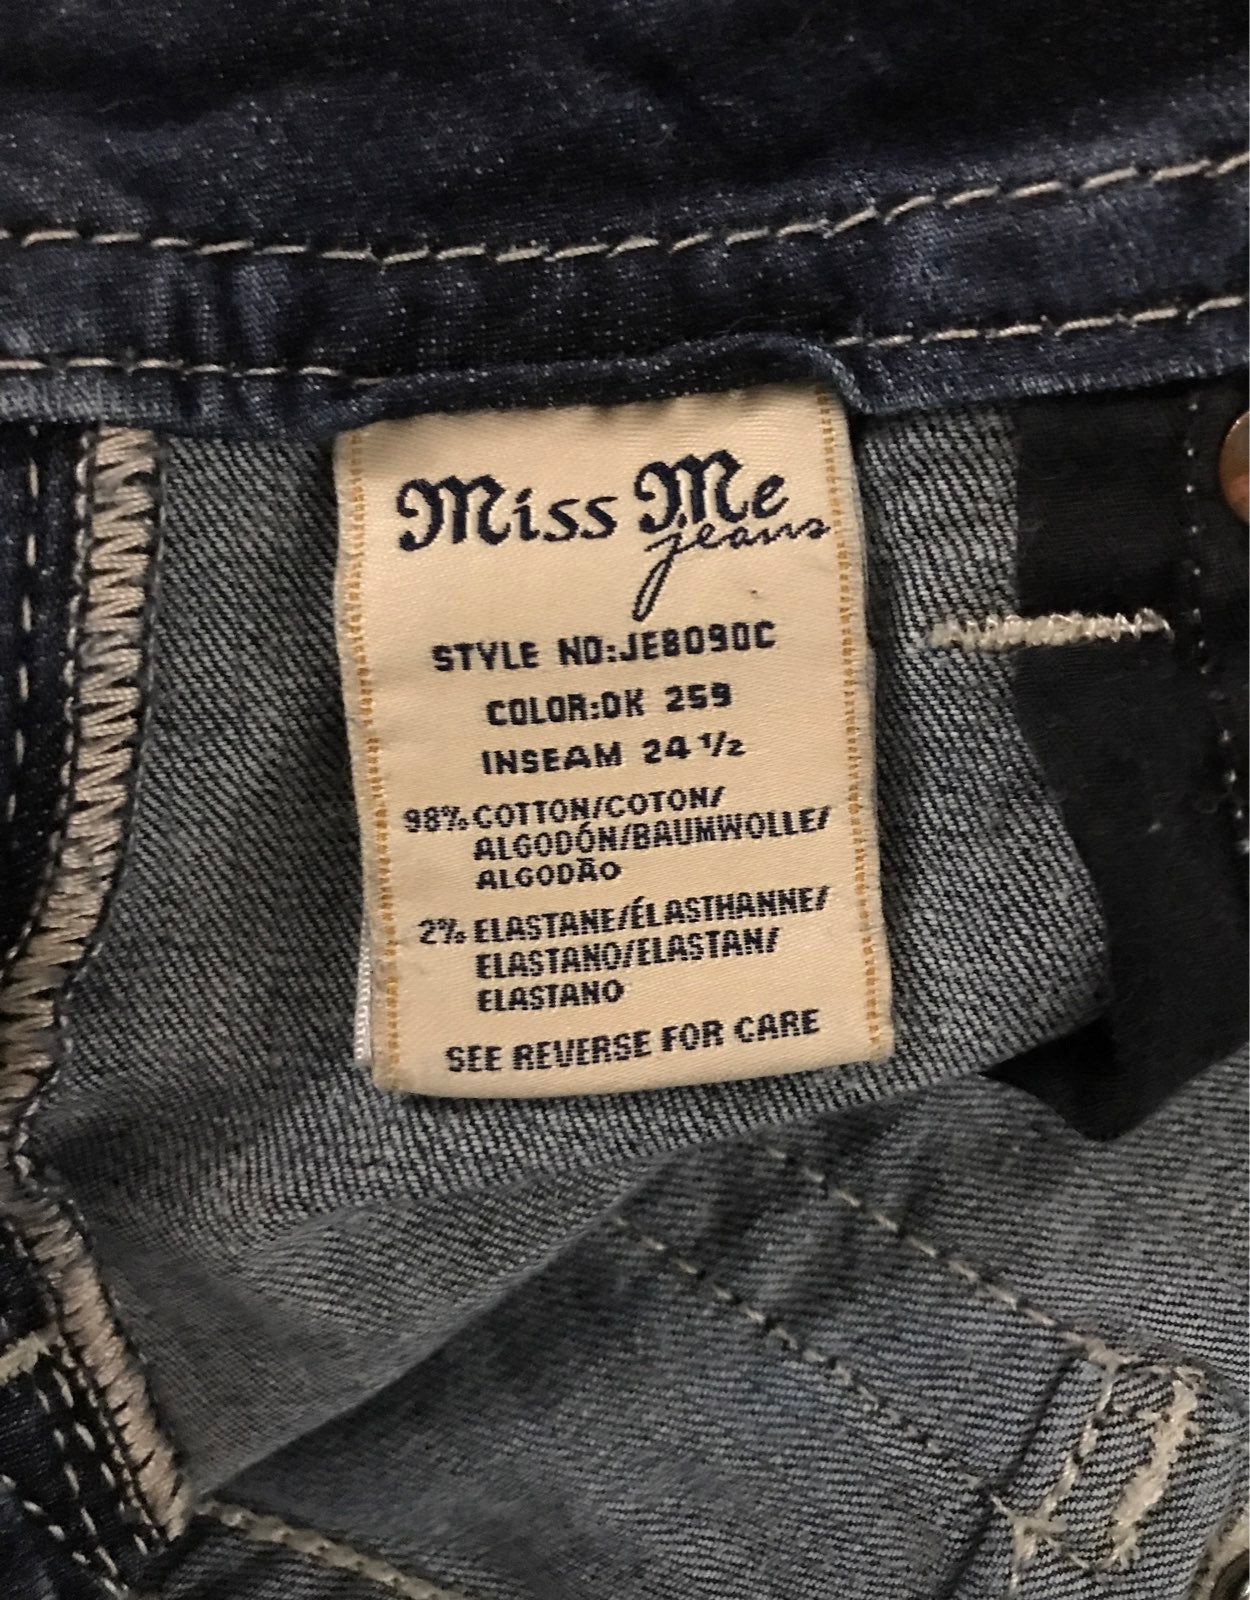 Miss Me
jeans
STYLE NO:JE8090C
COLOR:DK 259
INSEAM 24 1/2
98% COTTON/COTON/
ALGODÓN/BAUMWOLLE/
ALGODÃO
2% ELASTANE/ÉLASTHANNE/
ELASTANO/ELASTAN/
ELASTANO
SEE REVERSE FOR CARE